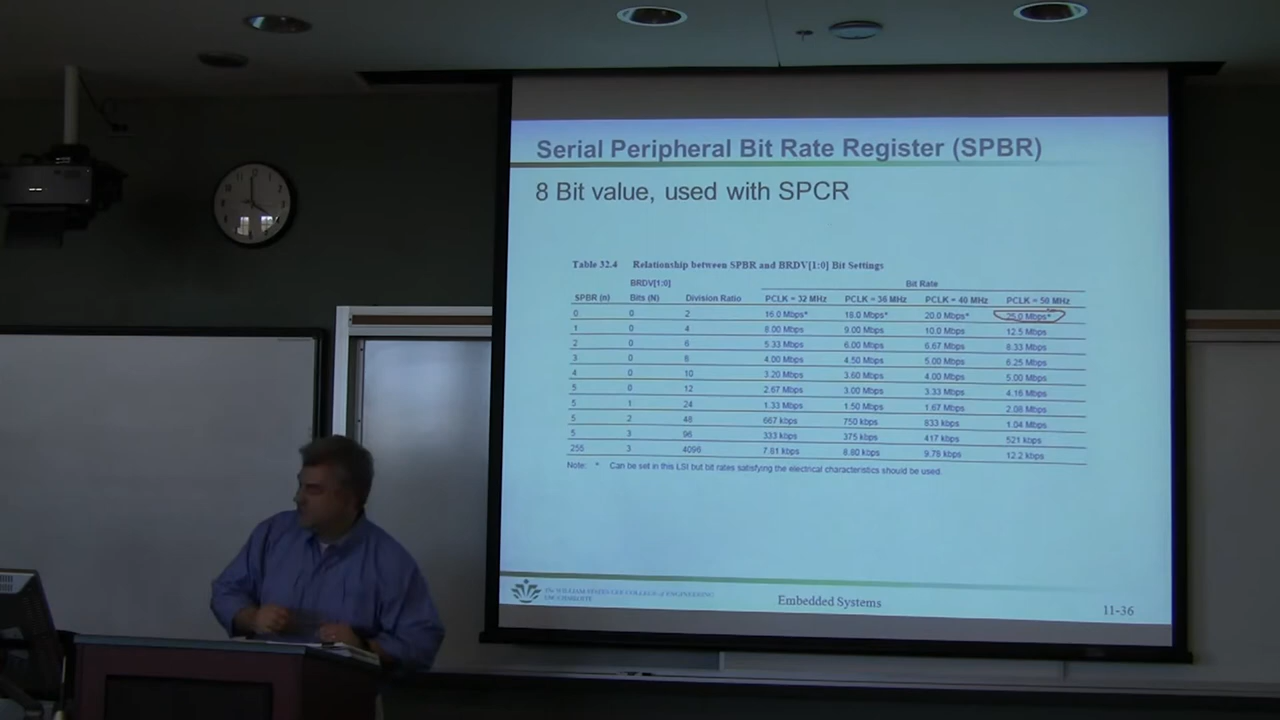 Serial Peripheral Bit Rate Register (SPBR)
8 Bit value, used with SPCR
Table 32.4 Relationship between SPBR and BRDV[1:0] Bit Settings
BRDV[1:0] Bit Rate
SPBR (n) Bits (N) Division Ratio PCLK = 32 MHz PCLK = 36 MHz PCLK = 40 MHz PCLK = 50 MHz
0 0 2 16.0 Mbps* 18.0 Mbps* 20.0 Mbps* 25.0 Mbps*
1 0 4 8.00 Mbps 9.00 Mbps 10.0 Mbps 12.5 Mbps
2 0 6 5.33 Mbps 6.00 Mbps 6.67 Mbps 8.33 Mbps
3 0 8 4.00 Mbps 4.50 Mbps 5.00 Mbps 6.25 Mbps
4 0 10 3.20 Mbps 3.60 Mbps 4.00 Mbps 5.00 Mbps
5 0 12 2.67 Mbps 3.00 Mbps 3.33 Mbps 4.16 Mbps
5 1 24 1.33 Mbps 1.50 Mbps 1.67 Mbps 2.08 Mbps
5 2 48 667 kbps 750 kbps 833 kbps 1.04 Mbps
5 3 96 333 kbps 375 kbps 417 kbps 521 kbps
255 3 4096 7.81 kbps 8.80 kbps 9.78 kbps 12.2 kbps
Note: * Can be set in this LSI but bit rates satisfying the electrical characteristics should be used.
The WILLIAM STATES LEE COLLEGE of ENGINEERING
UNC CHARLOTTE
Embedded Systems
11-36